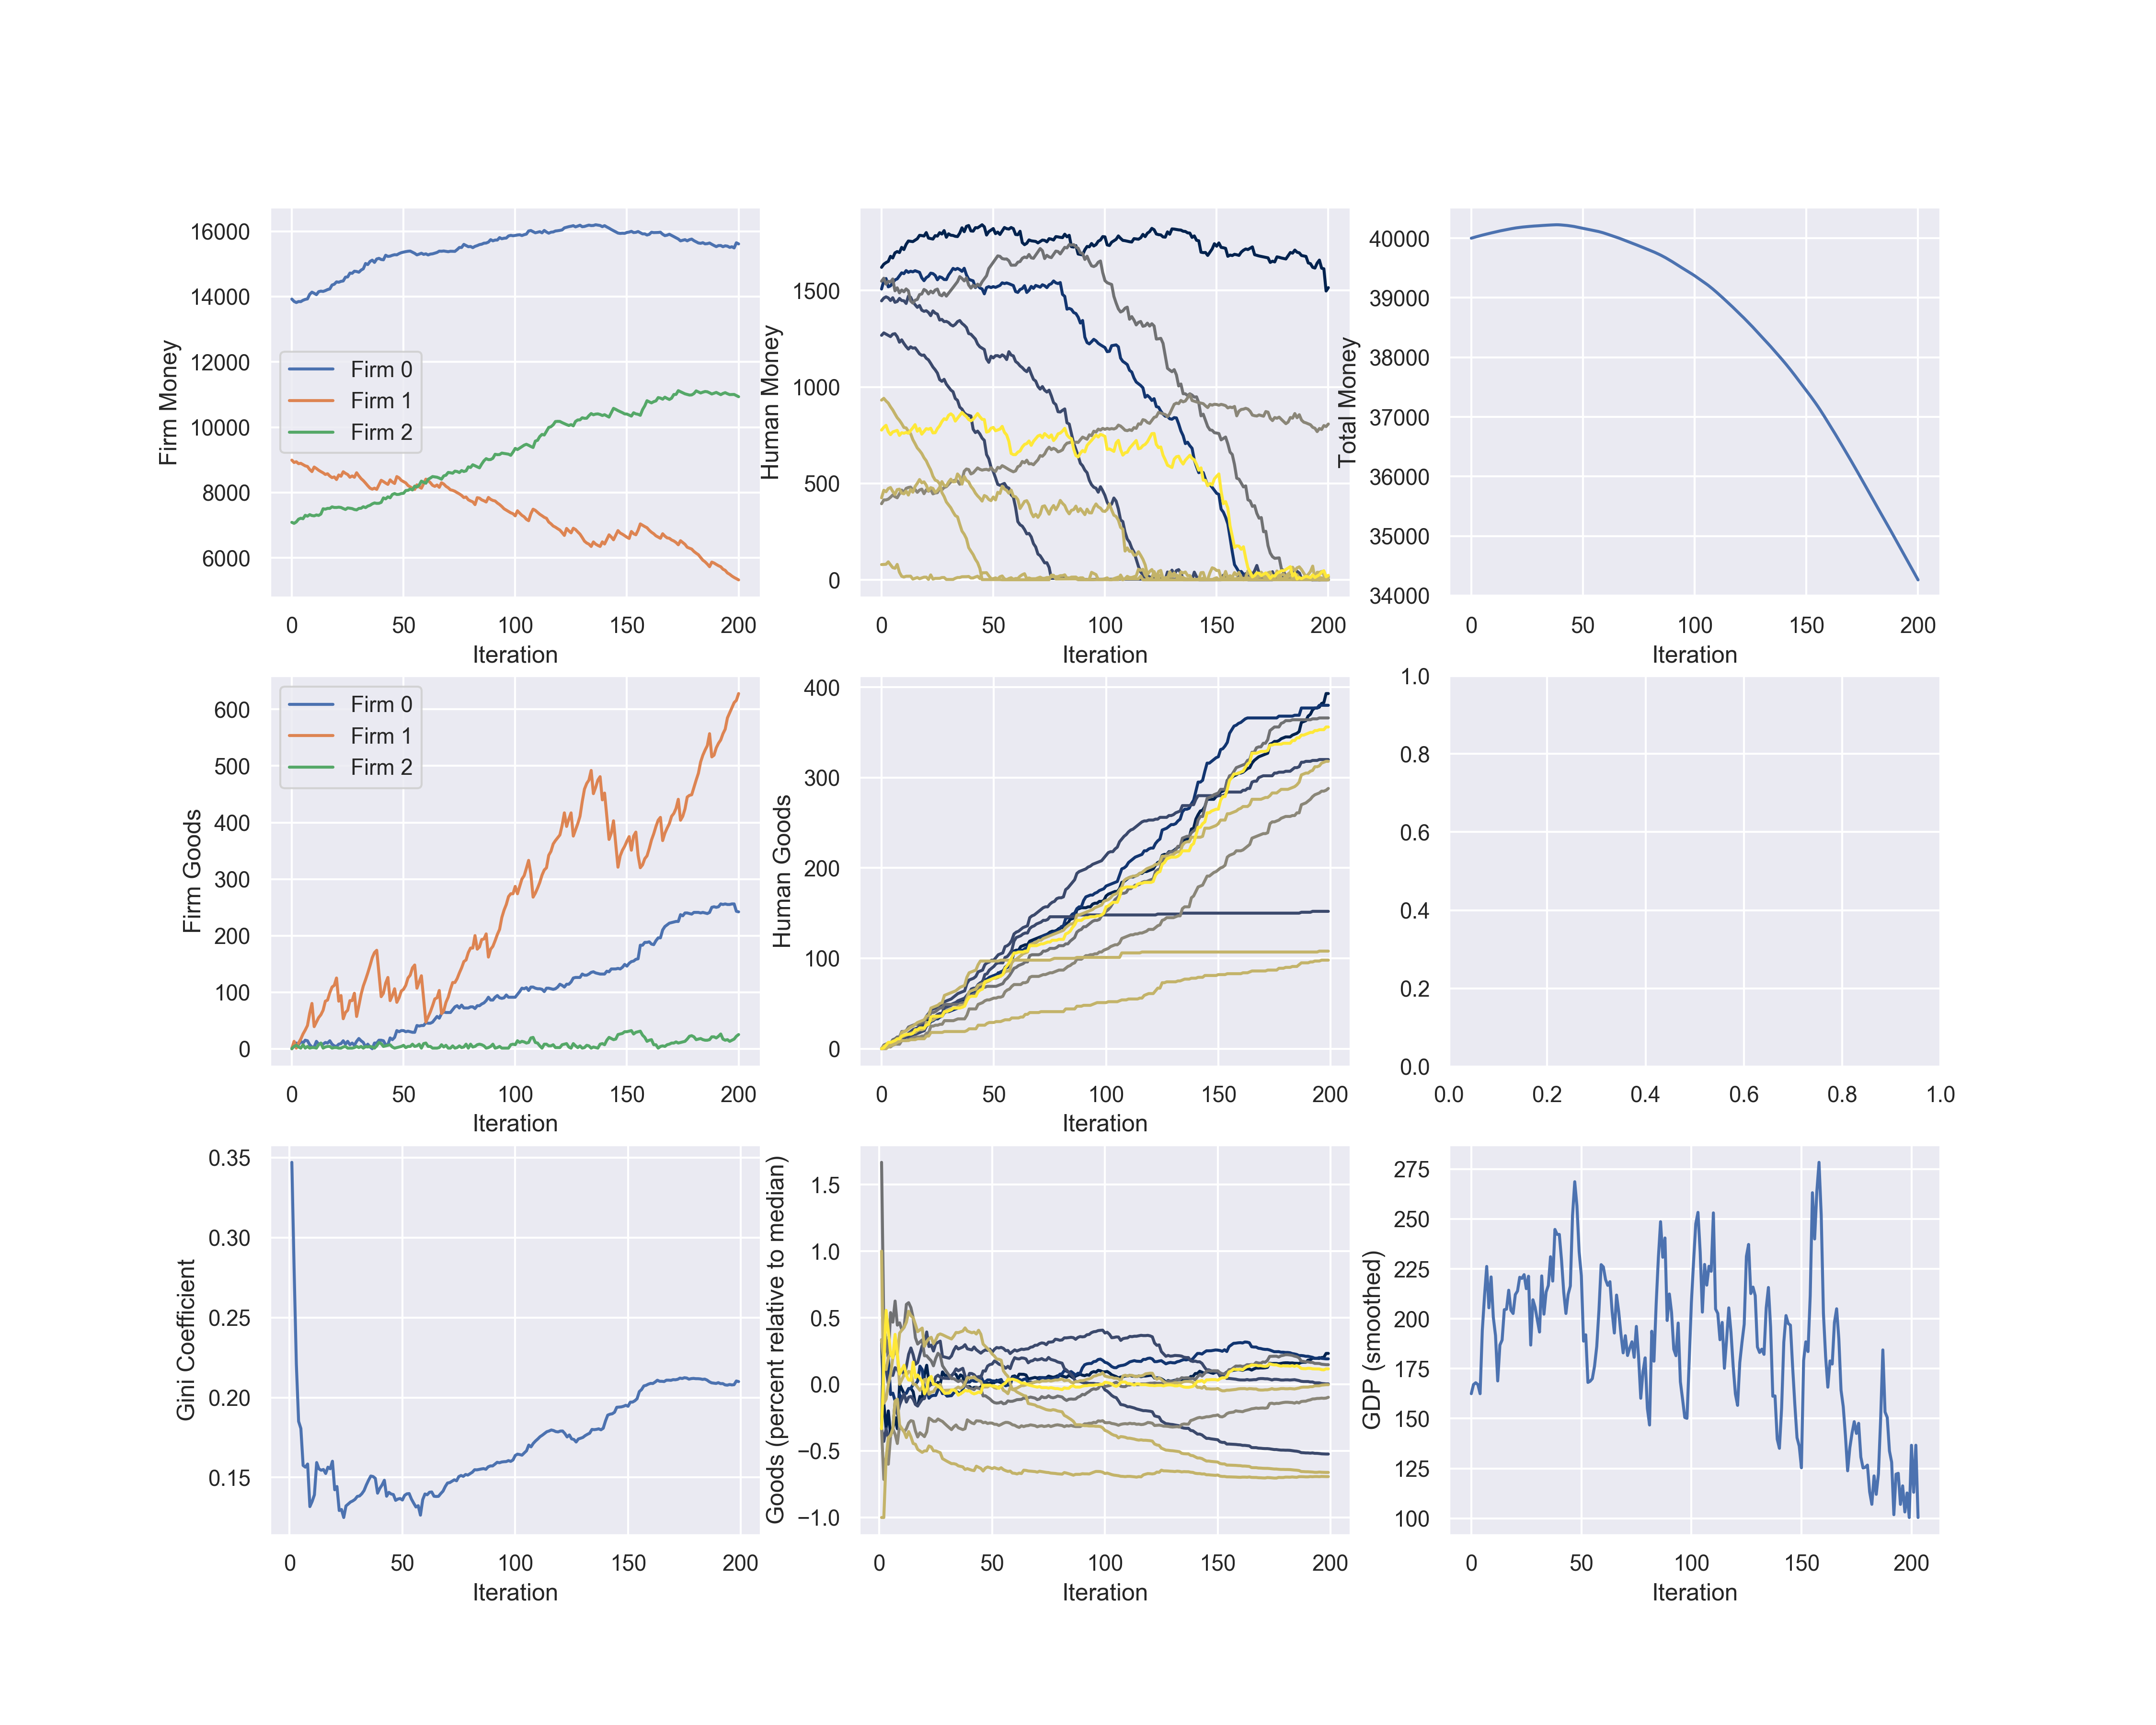 16000
14000
12000
10000
8000
6000
Firm Money
Firm 0
Firm 1
Firm 2
0 50 100 150 200
Iteration
1500
1000
500
0
Human Money
0 50 100 150 200
Iteration
40000
39000
38000
37000
36000
35000
34000
Total Money
0 50 100 150 200
Iteration
600
500
400
300
200
100
0
Firm Goods
Firm 0
Firm 1
Firm 2
0 50 100 150 200
Iteration
400
300
200
100
0
Human Goods
0 50 100 150 200
Iteration
1.0
0.8
0.6
0.4
0.2
0.0
0.0 0.2 0.4 0.6 0.8 1.0
0.35
0.30
0.25
0.20
0.15
Gini Coefficient
0 50 100 150 200
Iteration
1.5
1.0
0.5
0.0
−0.5
−1.0
Goods (percent relative to median)
0 50 100 150 200
Iteration
275
250
225
200
175
150
125
100
GDP (smoothed)
0 50 100 150 200
Iteration